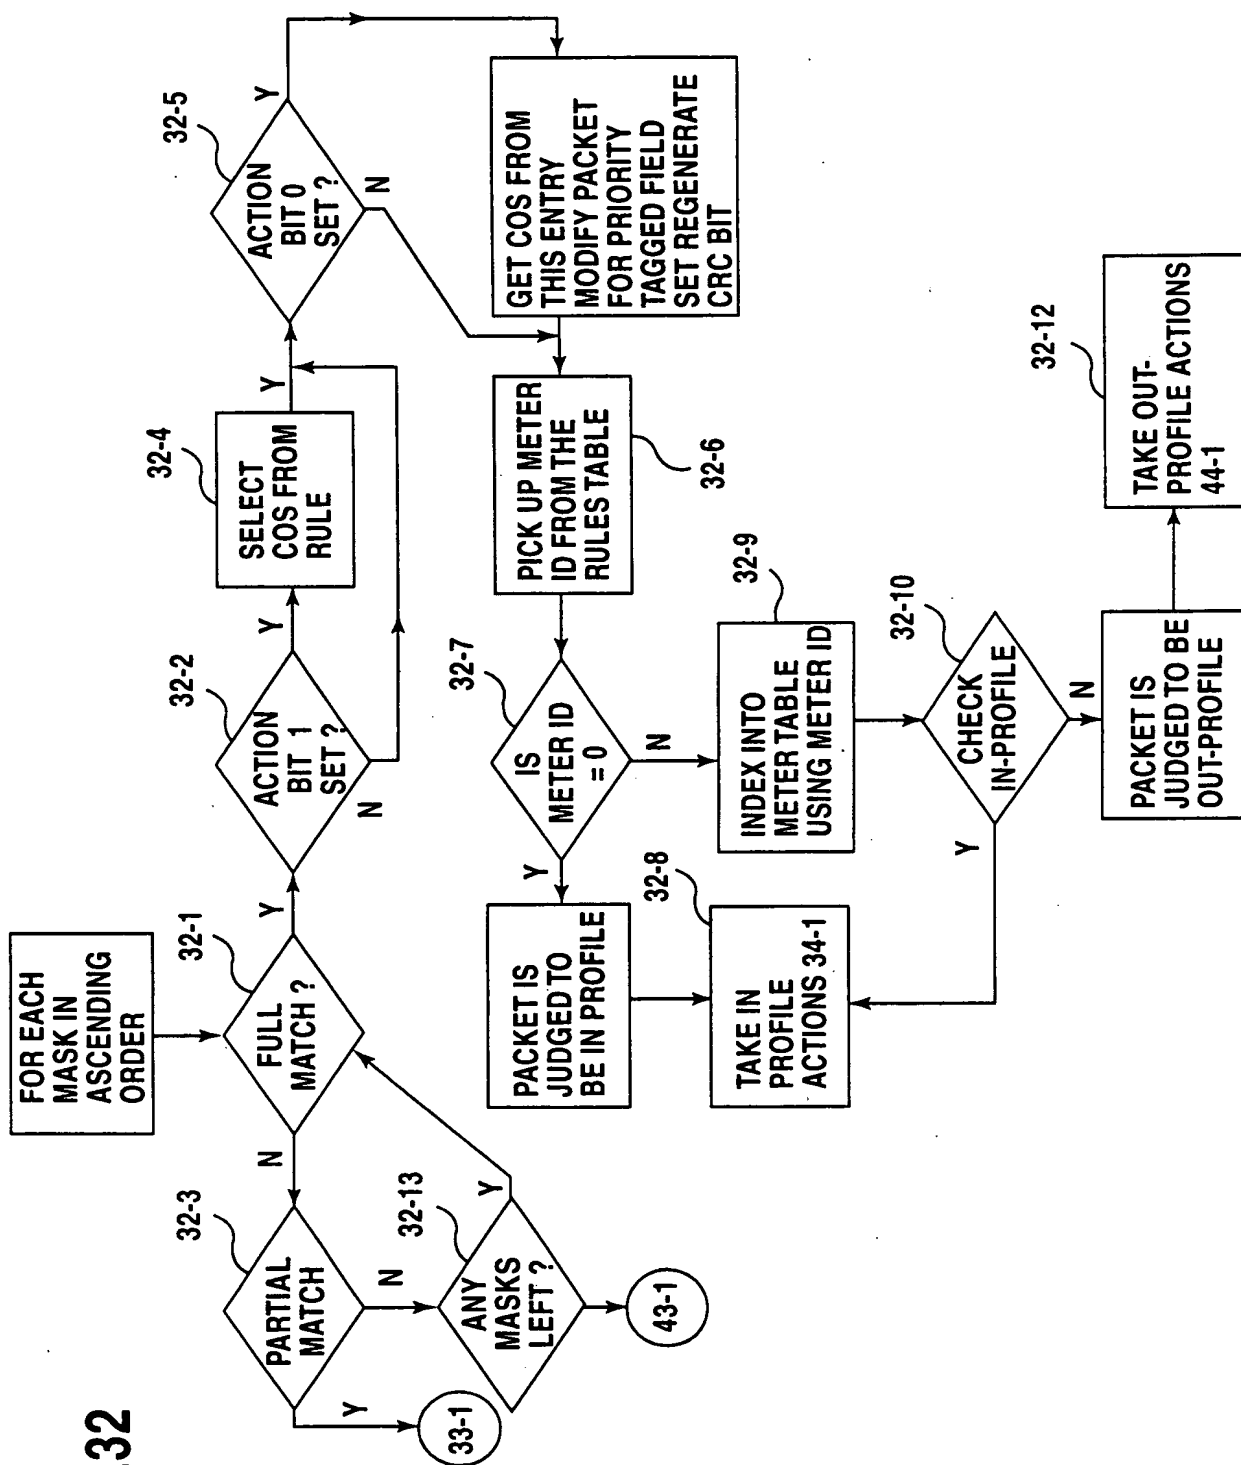 .32
FOR EACH
MASK IN
ASCENDING
ORDER
32-1
FULL
MATCH ?
N
Y
32-3
PARTIAL
MATCH
Y
33-1
N
32-13
ANY
MASKS
LEFT ?
Y
43-1
32-2
ACTION
BIT 1
SET ?
N
Y
32-4
SELECT
COS FROM
RULE
Y
32-5
ACTION
BIT 0
SET ?
N
Y
GET COS FROM
THIS ENTRY
MODIFY PACKET
FOR PRIORITY
TAGGED FIELD
SET REGENERATE
CRC BIT
PICK UP METER
ID FROM THE
RULES TABLE
32-6
32-7
IS
METER ID
= 0
Y
N
PACKET IS
JUDGED TO
BE IN PROFILE
32-8
TAKE IN
PROFILE
ACTIONS 34-1
32-9
INDEX INTO
METER TABLE
USING METER ID
32-10
CHECK
IN-PROFILE
Y
N
PACKET IS
JUDGED TO BE
OUT-PROFILE
32-12
TAKE OUT-
PROFILE ACTIONS
44-1